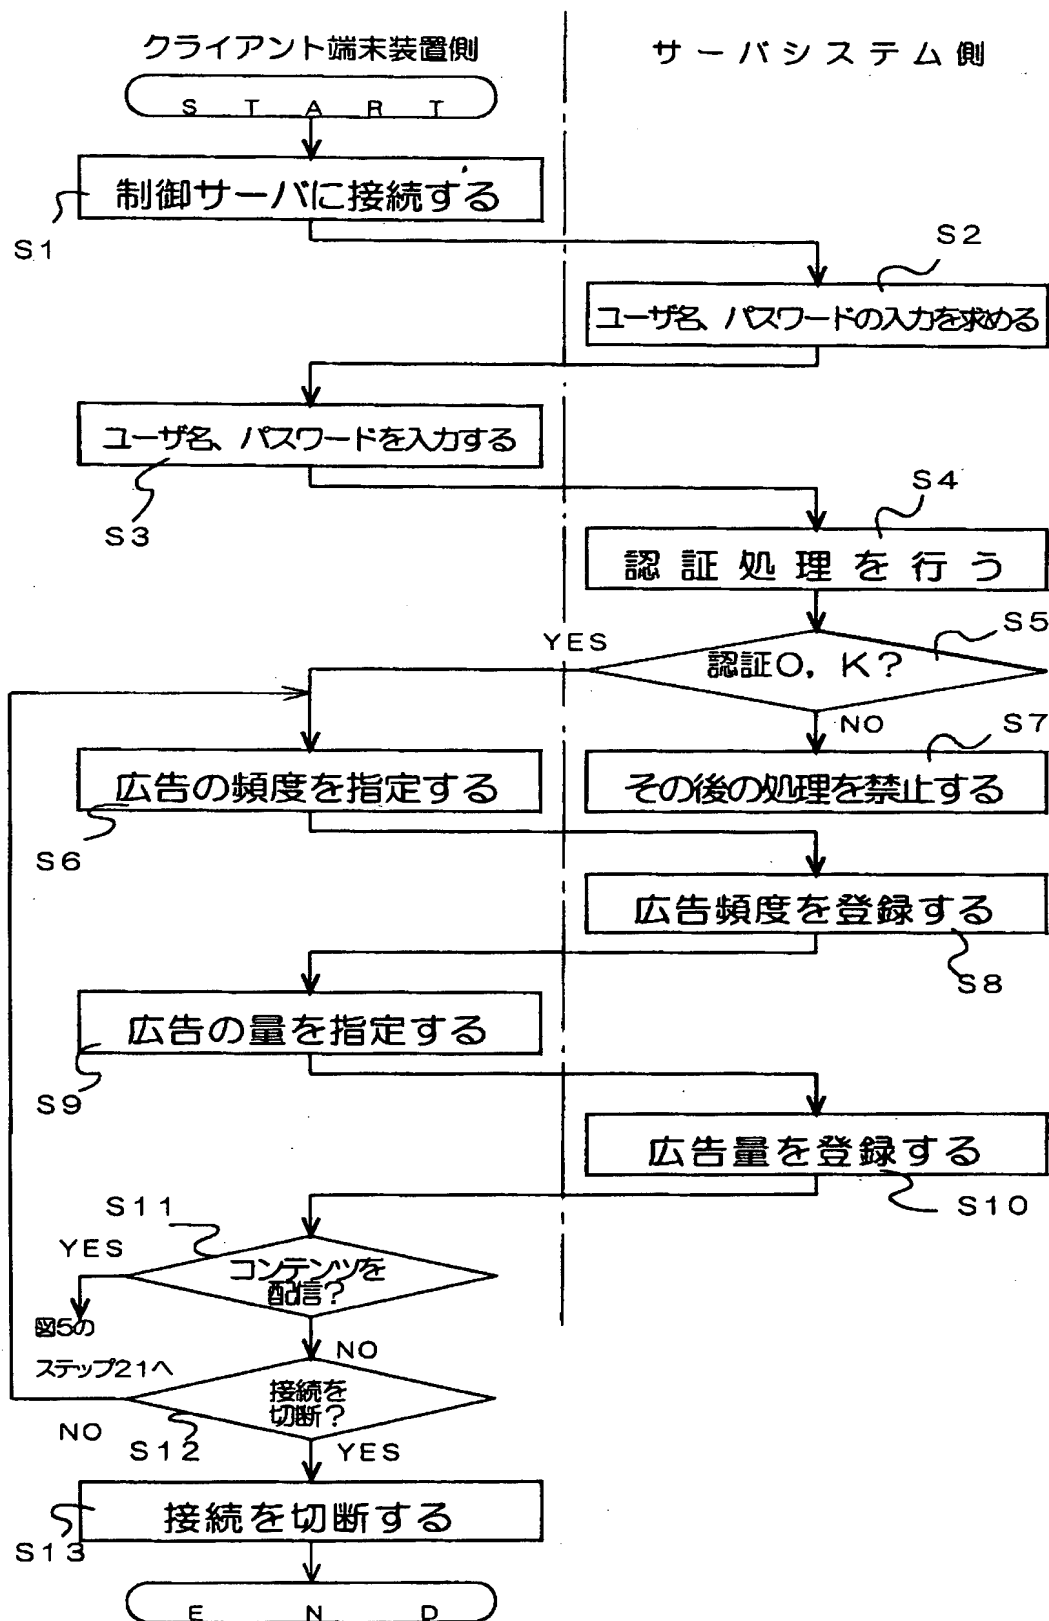 クライアント端末装置側
サーバシステム側
START
制御サーバに接続する
S1
S2
ユーザ名、パスワードの入力を求める
ユーザ名、パスワードを入力する
S3
S4
認証処理を行う
S5
YES
認証O，K？
NO
S7
広告の頻度を指定する
その後の処理を禁止する
S6
広告頻度を登録する
S8
広告の量を指定する
S9
広告量を登録する
S10
S11
YES
コンテンツを
配信？
図5の
ステップ21へ
NO
接続を
切断？
NO
S12
YES
接続を切断する
S13
END